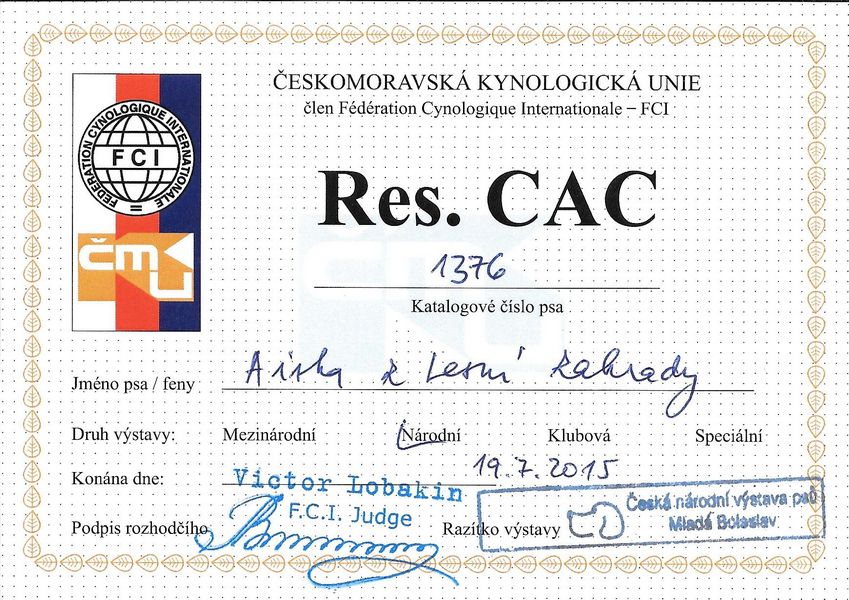 ČESKOMORAVSKÁ KYNOLOGICKÁ UNIE
člen Fédération Cynologique Internationale – FCI
FEDERATION CYNOLOGIQUE INTERNATIONALE
FCI
ČMKU
Res. CAC
1376
Katalogové číslo psa
Jméno psa / feny
z Lesní zahrady
Druh výstavy: Mezinárodní Národní Klubová Speciální
Konána dne: 19.7.2015
Victor Lobakin
F.C.I. Judge
Podpis rozhodčího
Razítko výstavy
Česká národní výstava psů
Mladá Boleslav